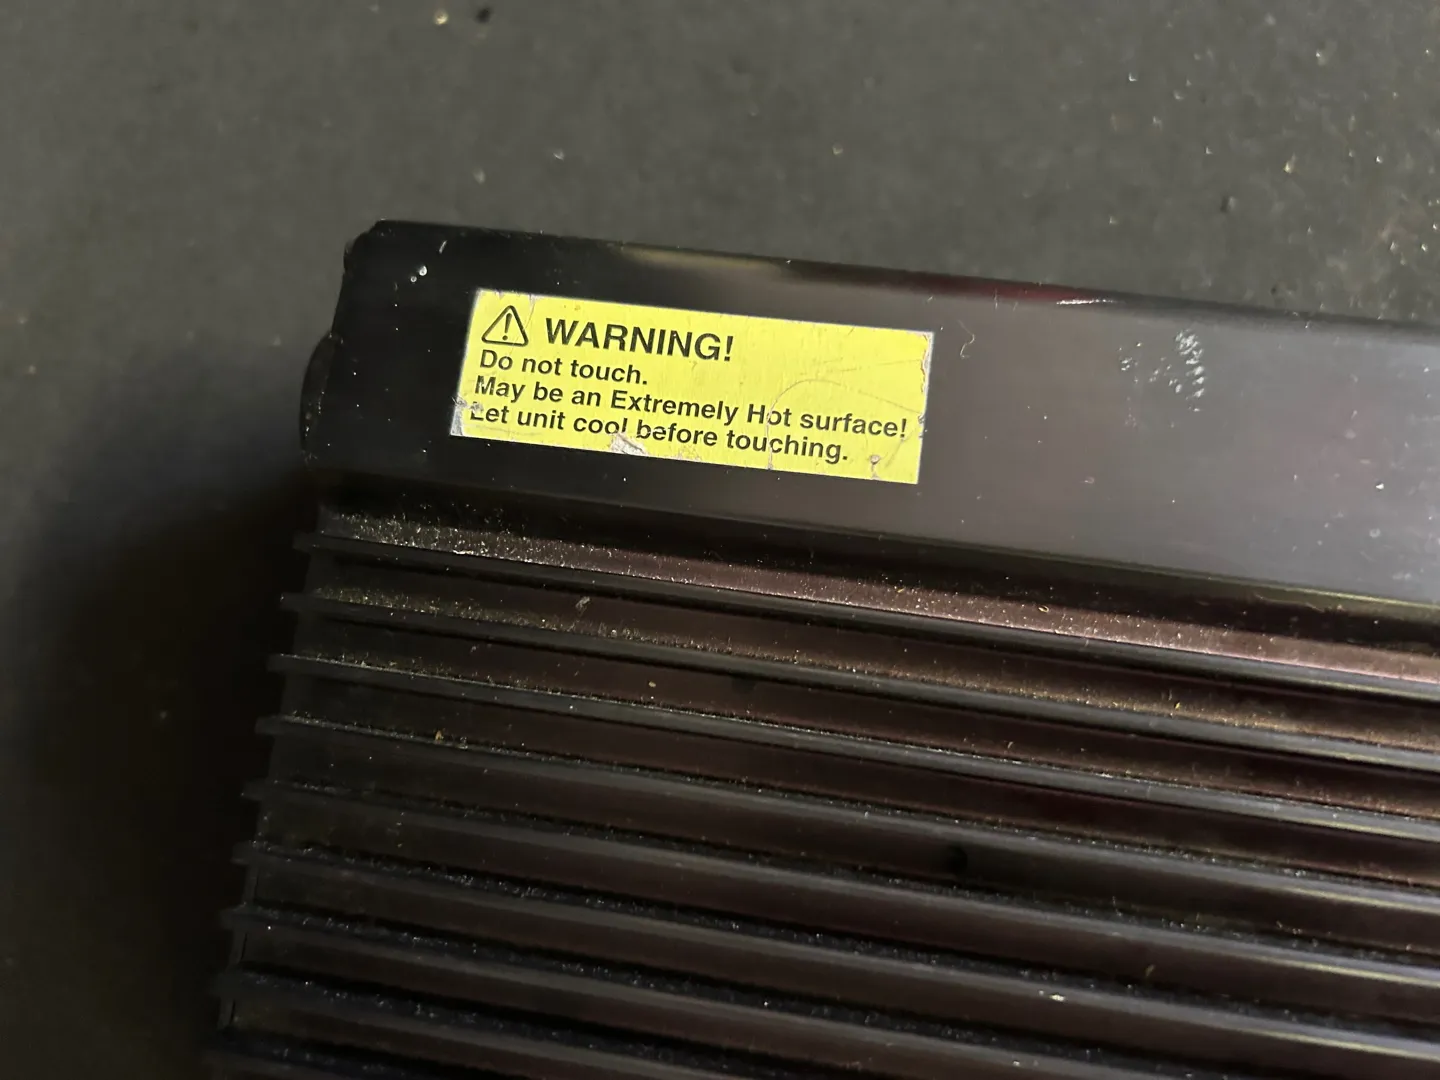 WARNING!
Do not touch.
May be an Extremely Hot surface!
Let unit cool before touching.